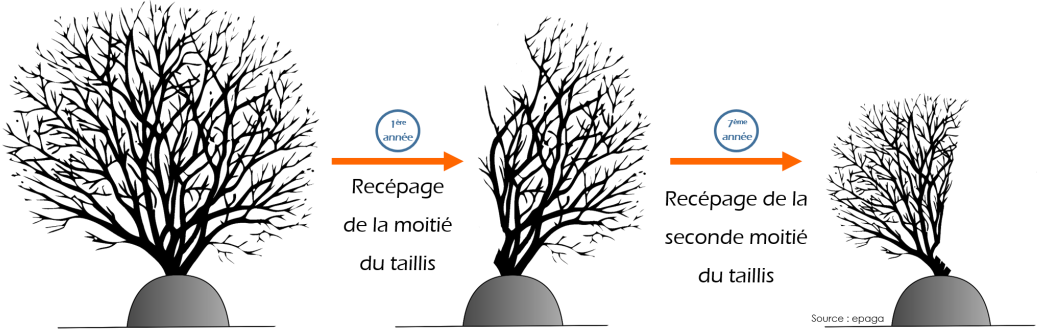 1ère
année
Recépage
de la moitié
du taillis
7ème
année
Recépage de la
seconde moitié
du taillis
Source : epaga